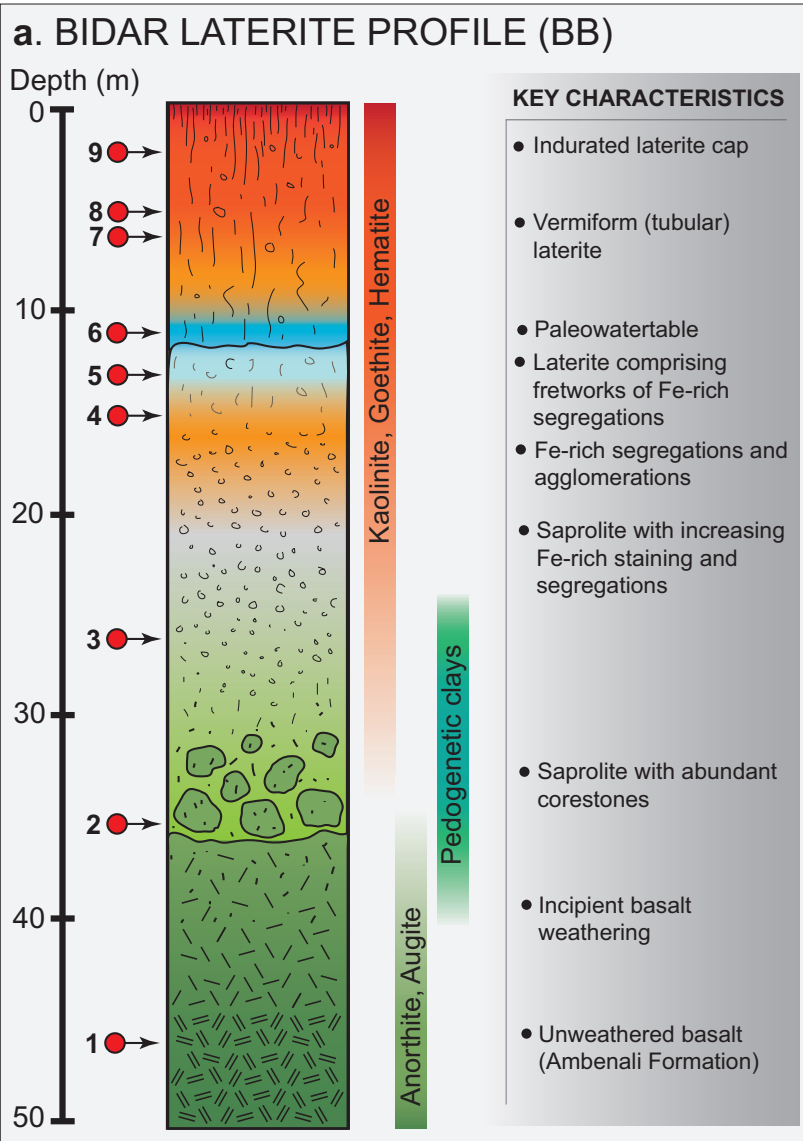 a. BIDAR LATERITE PROFILE (BB)
Depth (m)
0
10
20
30
40
50
9
8
7
6
5
4
3
2
1
Kaolinite, Goethite, Hematite
Pedogenetic clays
Anorthite, Augite
KEY CHARACTERISTICS
• Indurated laterite cap
• Vermiform (tubular)
laterite
• Paleowatertable
• Laterite comprising
fretworks of Fe-rich
segregations
• Fe-rich segregations and
agglomerations
• Saprolite with increasing
Fe-rich staining and
segregations
• Saprolite with abundant
corestones
• Incipient basalt
weathering
• Unweathered basalt
(Ambenali Formation)